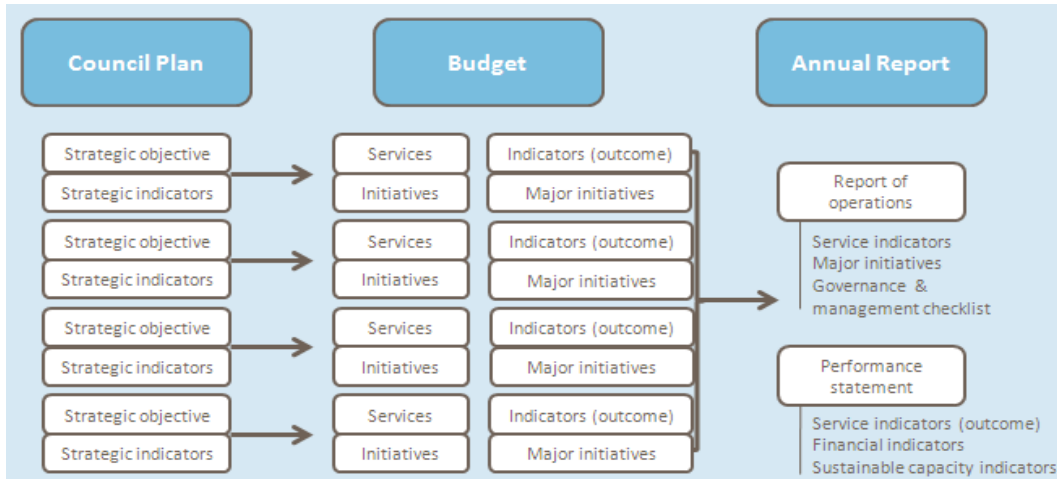 Council Plan
Budget
Annual Report
Strategic objective
Strategic indicators
Services
Initiatives
Indicators (outcome)
Major initiatives
Strategic objective
Strategic indicators
Services
Initiatives
Indicators (outcome)
Major initiatives
Strategic objective
Strategic indicators
Services
Initiatives
Indicators (outcome)
Major initiatives
Strategic objective
Strategic indicators
Services
Initiatives
Indicators (outcome)
Major initiatives
Report of
operations
Service indicators
Major initiatives
Governance &
management checklist
Performance
statement
Service indicators (outcome)
Financial indicators
Sustainable capacity indicators